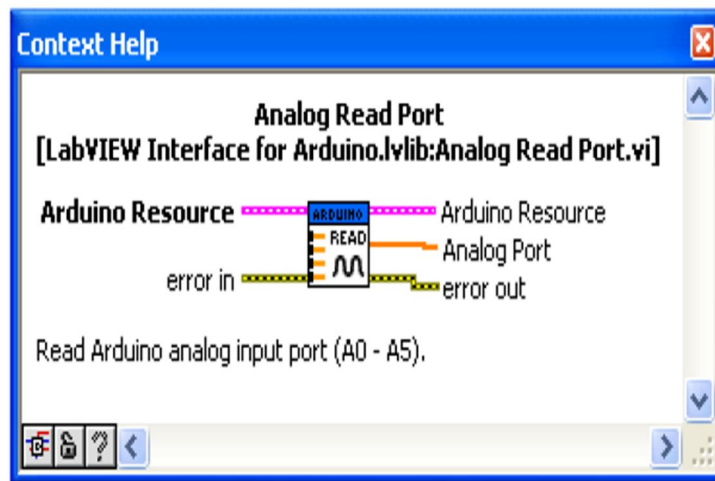 Context Help
Analog Read Port
[LabVIEW Interface for Arduino.lvlib:Analog Read Port.vi]
Arduino Resource
ARDUINO
READ
Arduino Resource
Analog Port
error in
error out
Read Arduino analog input port (A0 - A5).
?